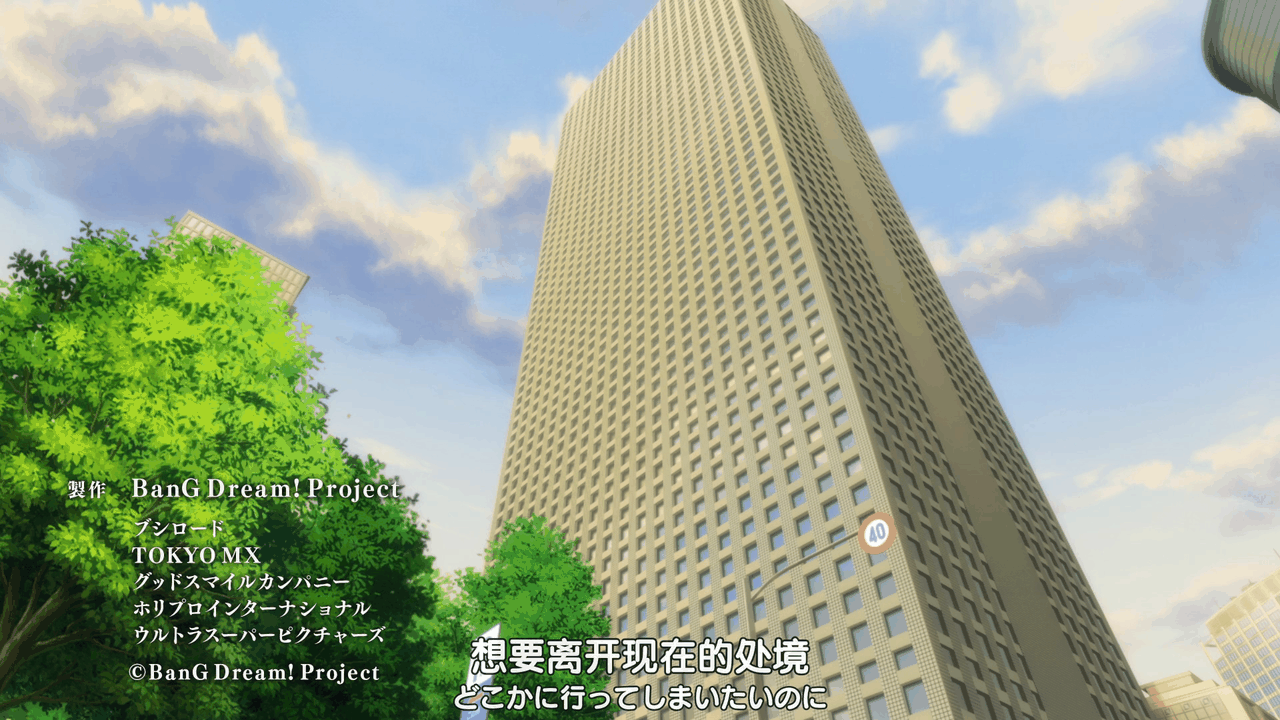 製作 BanG Dream! Project
ブシロード
TOKYO MX
グッドスマイルカンパニー
ホリプロインターナショナル
ウルトラスーパーピクチャーズ
©BanG Dream! Project
40
想要离开现在的处境
どこかに行ってしまいたいのに